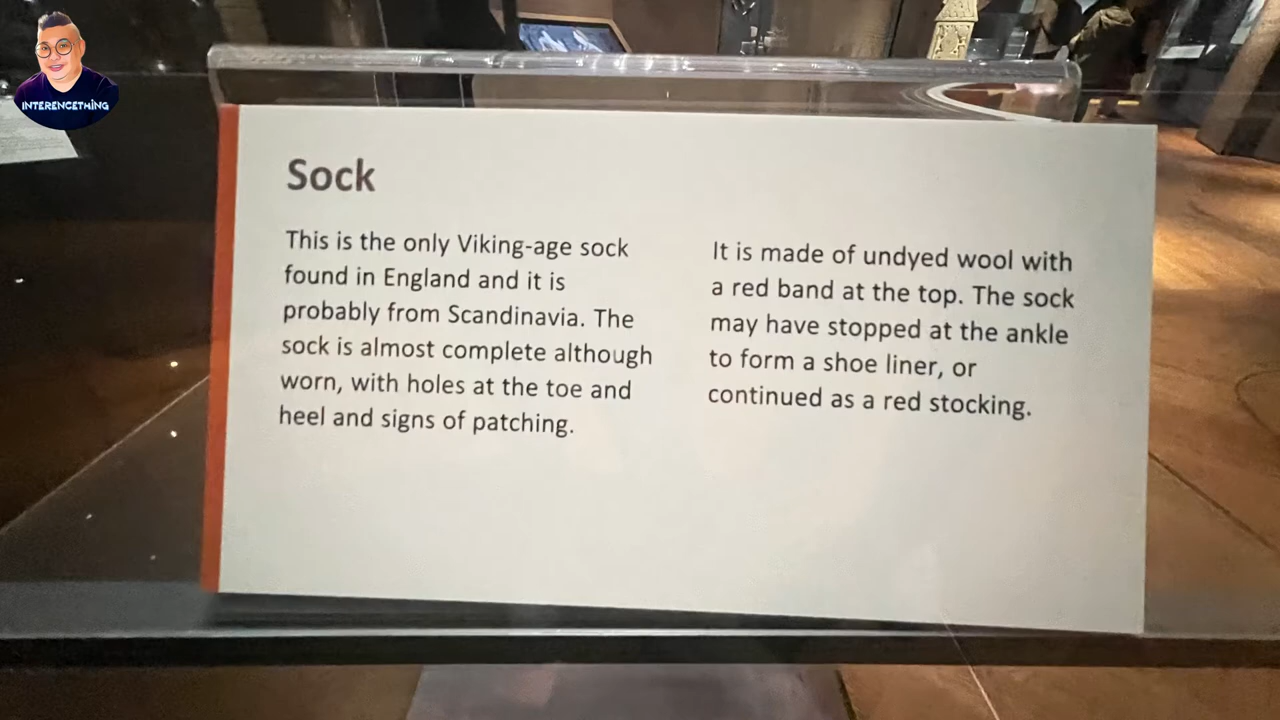 INTERENCETHING
Sock
This is the only Viking-age sock
found in England and it is
probably from Scandinavia. The
sock is almost complete although
worn, with holes at the toe and
heel and signs of patching.
It is made of undyed wool with
a red band at the top. The sock
may have stopped at the ankle
to form a shoe liner, or
continued as a red stocking.